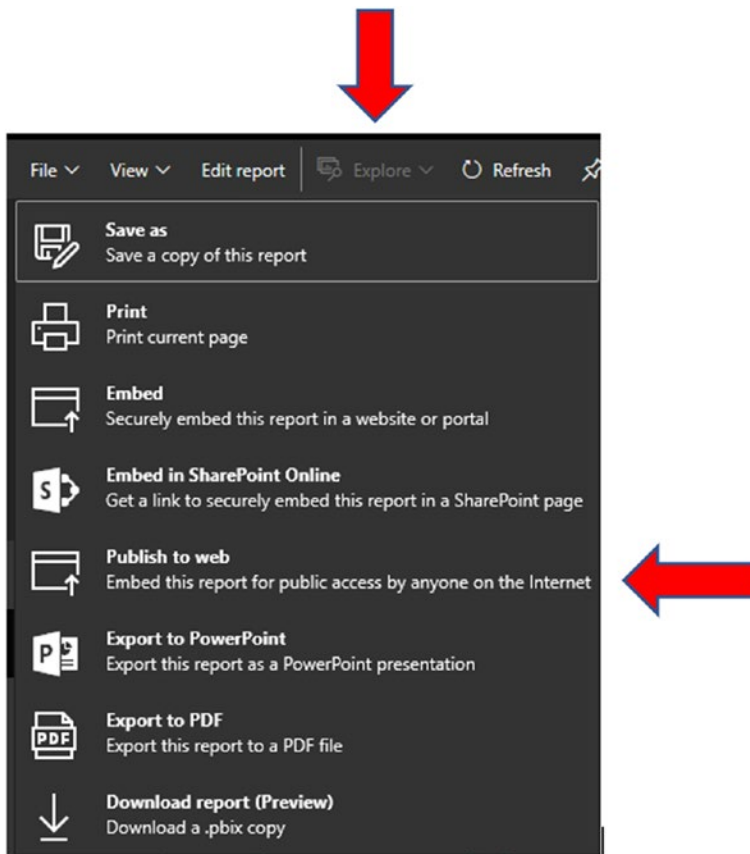 File View Edit report Explore Refresh
Save as
Save a copy of this report
Print
Print current page
Embed
Securely embed this report in a website or portal
S
Embed in SharePoint Online
Get a link to securely embed this report in a SharePoint page
Publish to web
Embed this report for public access by anyone on the Internet
P
Export to PowerPoint
Export this report as a PowerPoint presentation
PDF
Export to PDF
Export this report to a PDF file
Download report (Preview)
Download a .pbix copy